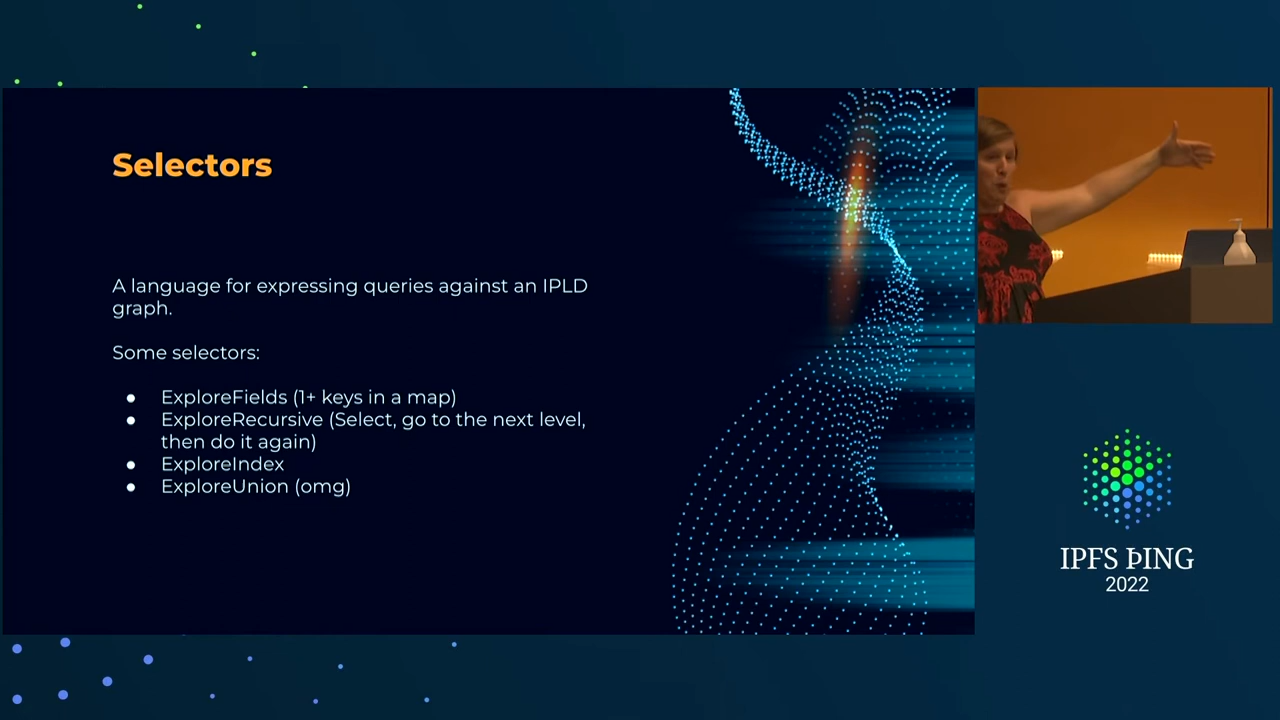 Selectors
A language for expressing queries against an IPLD
graph.
Some selectors:
● ExploreFields (1+ keys in a map)
● ExploreRecursive (Select, go to the next level,
then do it again)
● ExploreIndex
● ExploreUnion (omg)
IPFS ÞING
2022